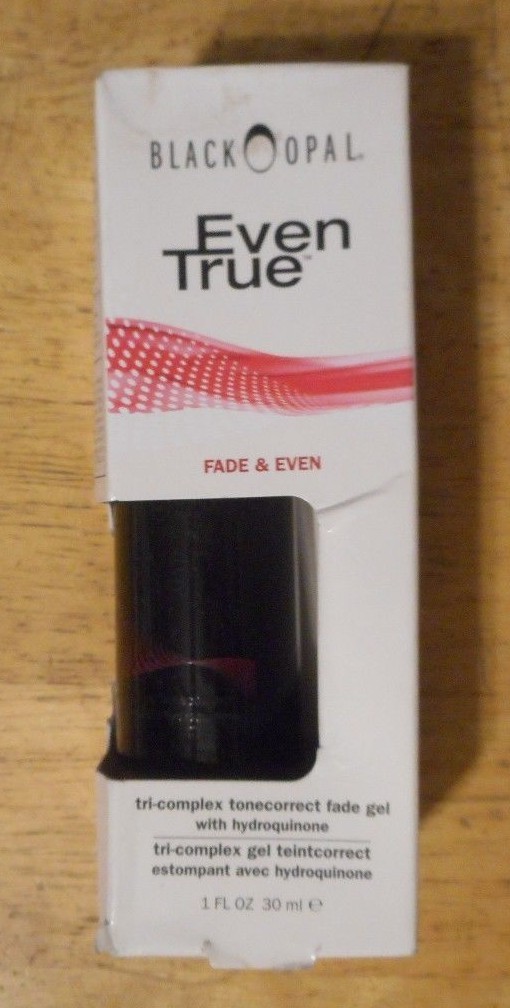 BLACK OPAL
Even
True™
FADE & EVEN
tri-complex tonecorrect fade gel
with hydroquinone
tri-complex gel teintcorrect
estompant avec hydroquinone
1 FL OZ 30 ml ℮